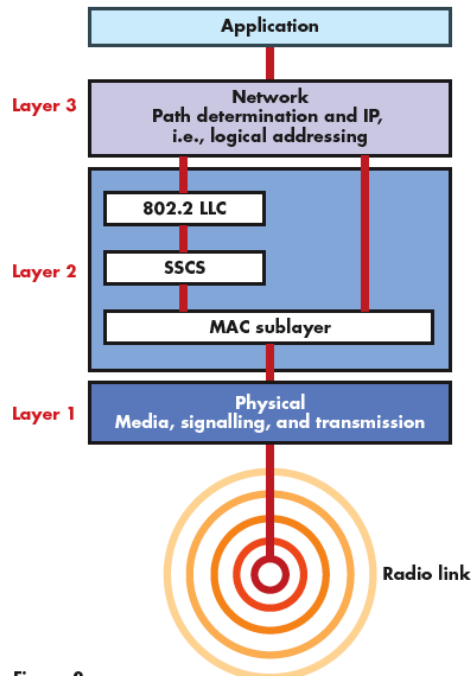 Application
Layer 3
Network
Path determination and IP,
i.e., logical addressing
802.2 LLC
Layer 2
SSCS
MAC sublayer
Layer 1
Physical
Media, signalling, and transmission
Radio link